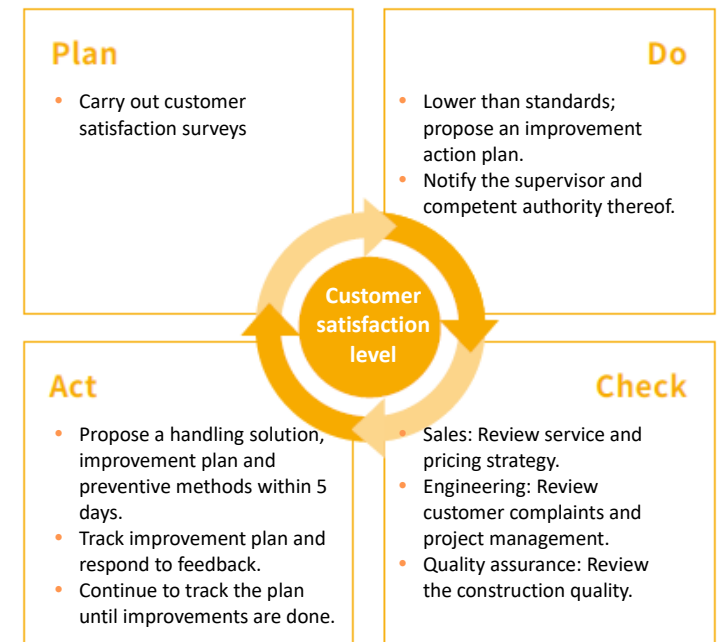 Plan
• Carry out customer
satisfaction surveys
Do
• Lower than standards;
propose an improvement
action plan.
• Notify the supervisor and
competent authority thereof.
Customer
satisfaction
level
Act
• Propose a handling solution,
improvement plan and
preventive methods within 5
days.
• Track improvement plan and
respond to feedback.
• Continue to track the plan
until improvements are done.
Check
• Sales: Review service and
pricing strategy.
• Engineering: Review
customer complaints and
project management.
• Quality assurance: Review
the construction quality.